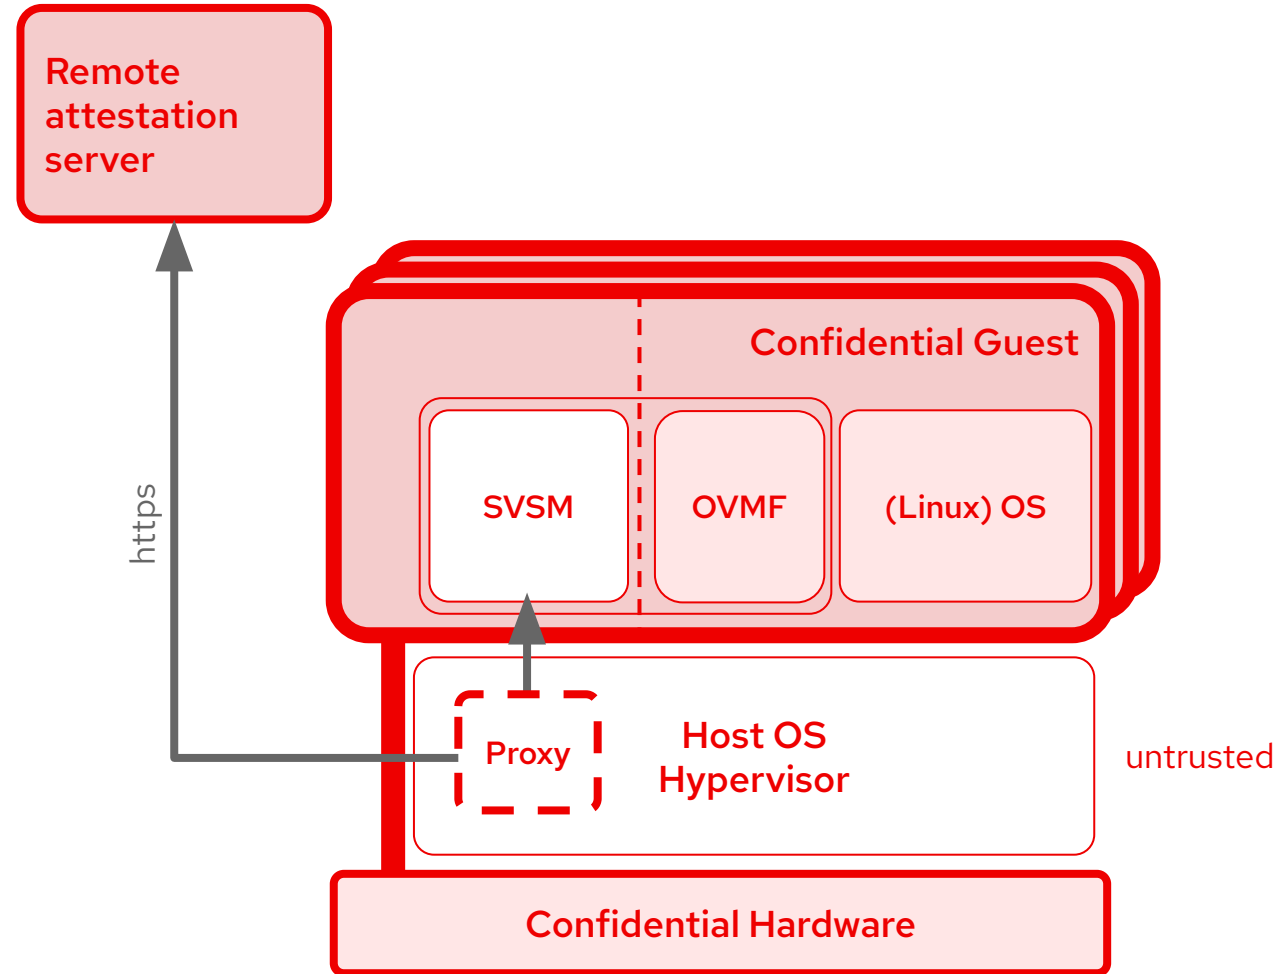 Remote
attestation
server
Confidential Guest
SVSM
OVMF
(Linux) OS
https
Proxy
Host OS
Hypervisor
untrusted
Confidential Hardware